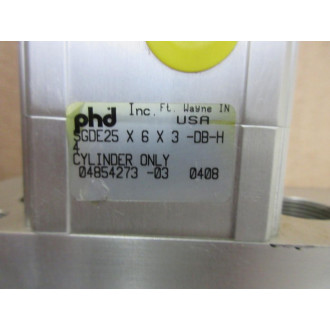 phd Inc. Ft. Wayne IN
USA
SGDE25 X 6 X 3 -DB-H
4
CYLINDER ONLY
04854273 -03 0408